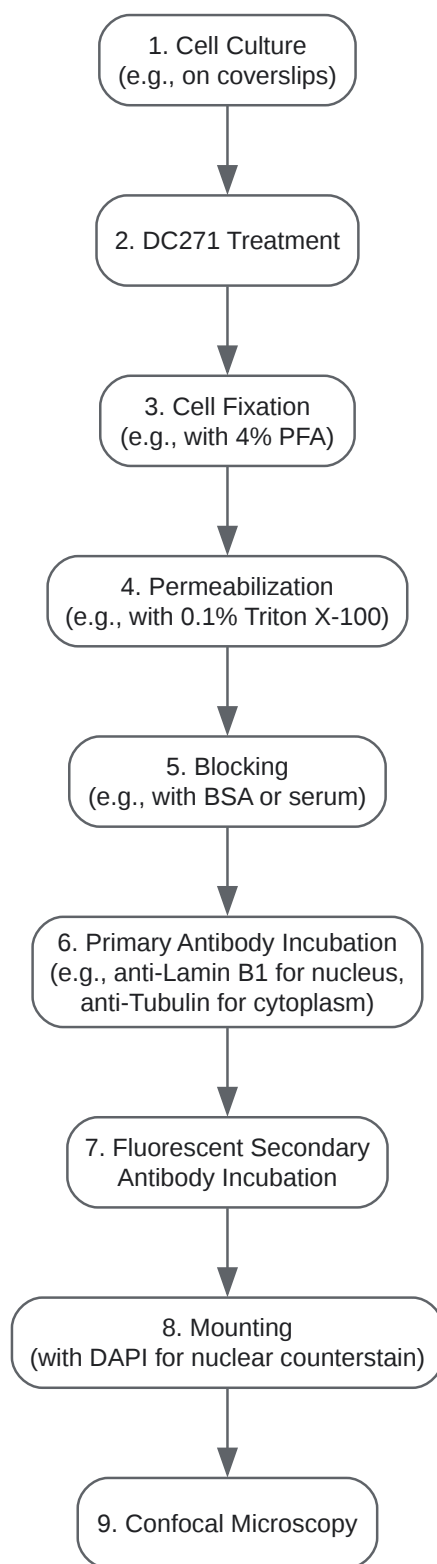 1. Cell Culture
(e.g., on coverslips)
2. DC271 Treatment
3. Cell Fixation
(e.g., with 4% PFA)
4. Permeabilization
(e.g., with 0.1% Triton X-100)
5. Blocking
(e.g., with BSA or serum)
6. Primary Antibody Incubation
(e.g., anti-Lamin B1 for nucleus,
anti-Tubulin for cytoplasm)
7. Fluorescent Secondary
Antibody Incubation
8. Mounting
(with DAPI for nuclear counterstain)
9. Confocal Microscopy